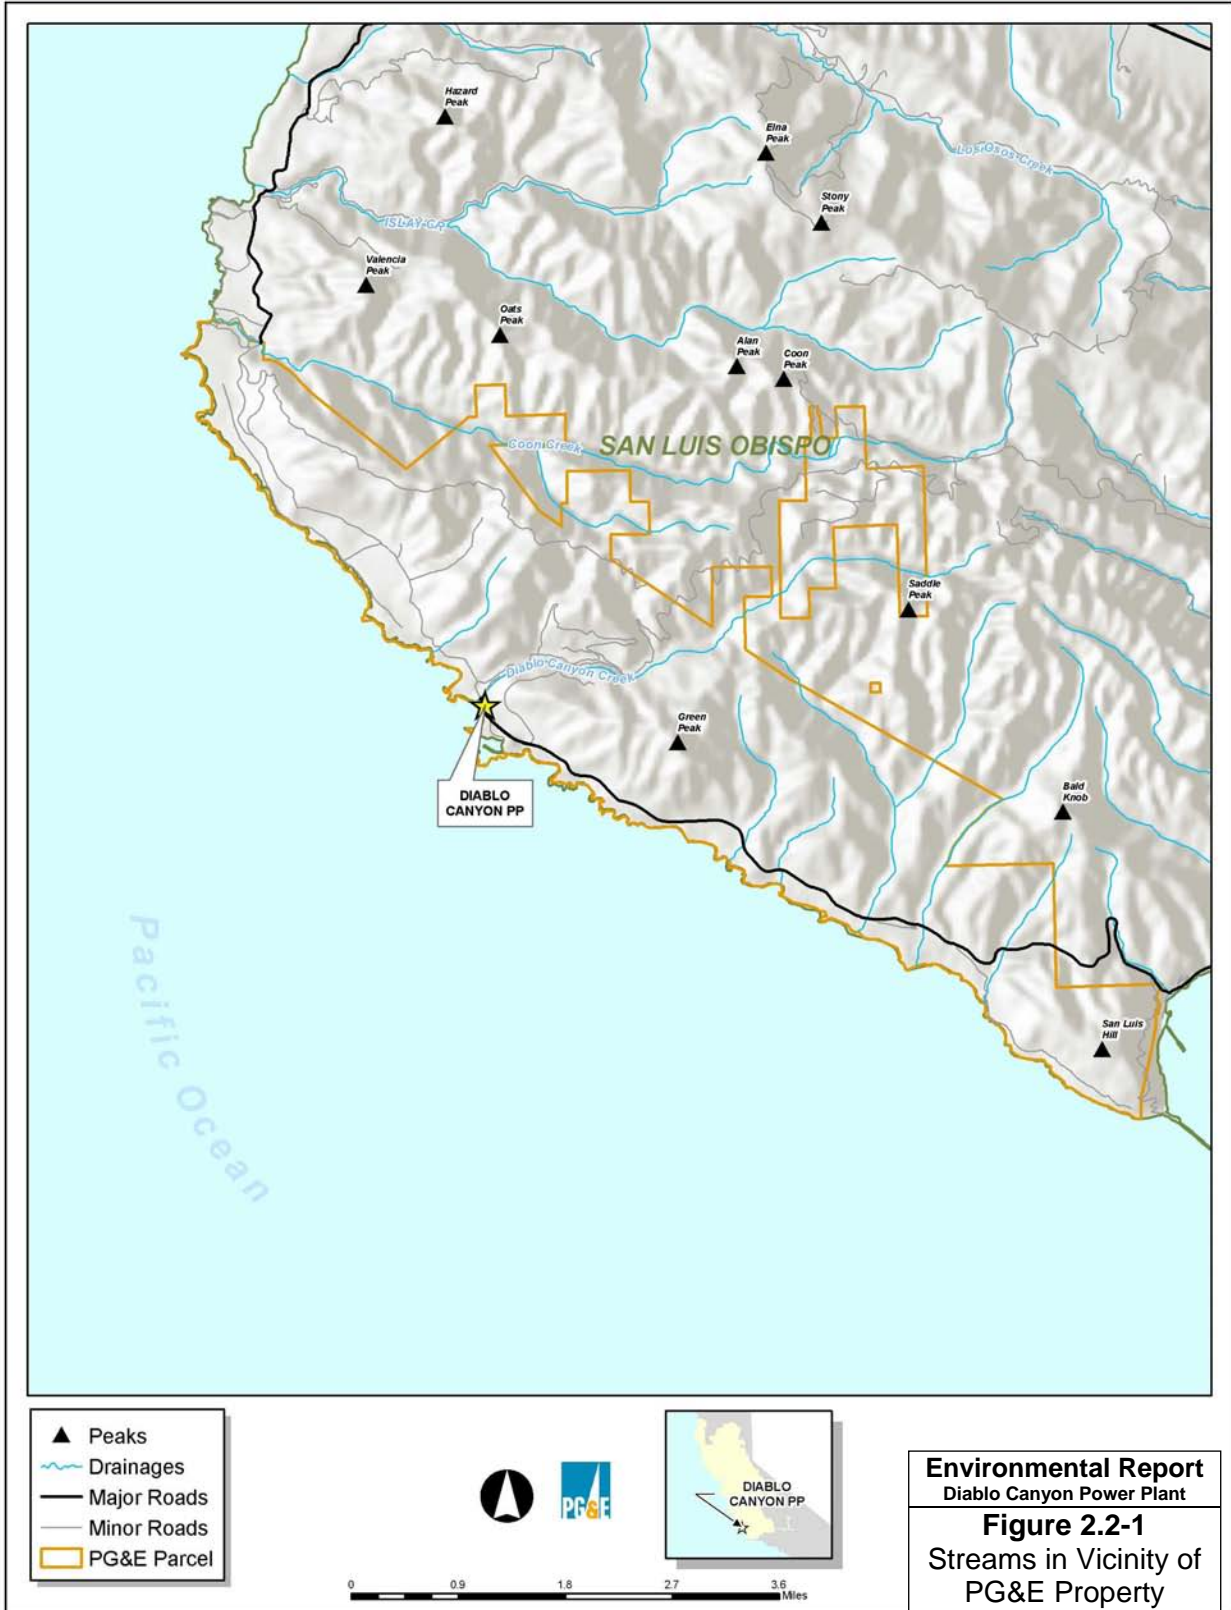 Hazard
Peak
Elna
Peak
Los Osos Creek
Stony
Peak
ISLAY CR
Valencia
Peak
Oats
Peak
Alan
Peak
Coon
Peak
Coon Creek
SAN LUIS OBISPO
Saddle
Peak
Diablo Canyon Creek
Green
Peak
DIABLO
CANYON PP
Bald
Knob
Pacific Ocean
San Luis
Hill
Peaks
Drainages
Major Roads
Minor Roads
PG&E Parcel
PG&E
DIABLO
CANYON PP
0 0.9 1.8 2.7 3.6
Miles
Environmental Report
Diablo Canyon Power Plant
Figure 2.2-1
Streams in Vicinity of
PG&E Property